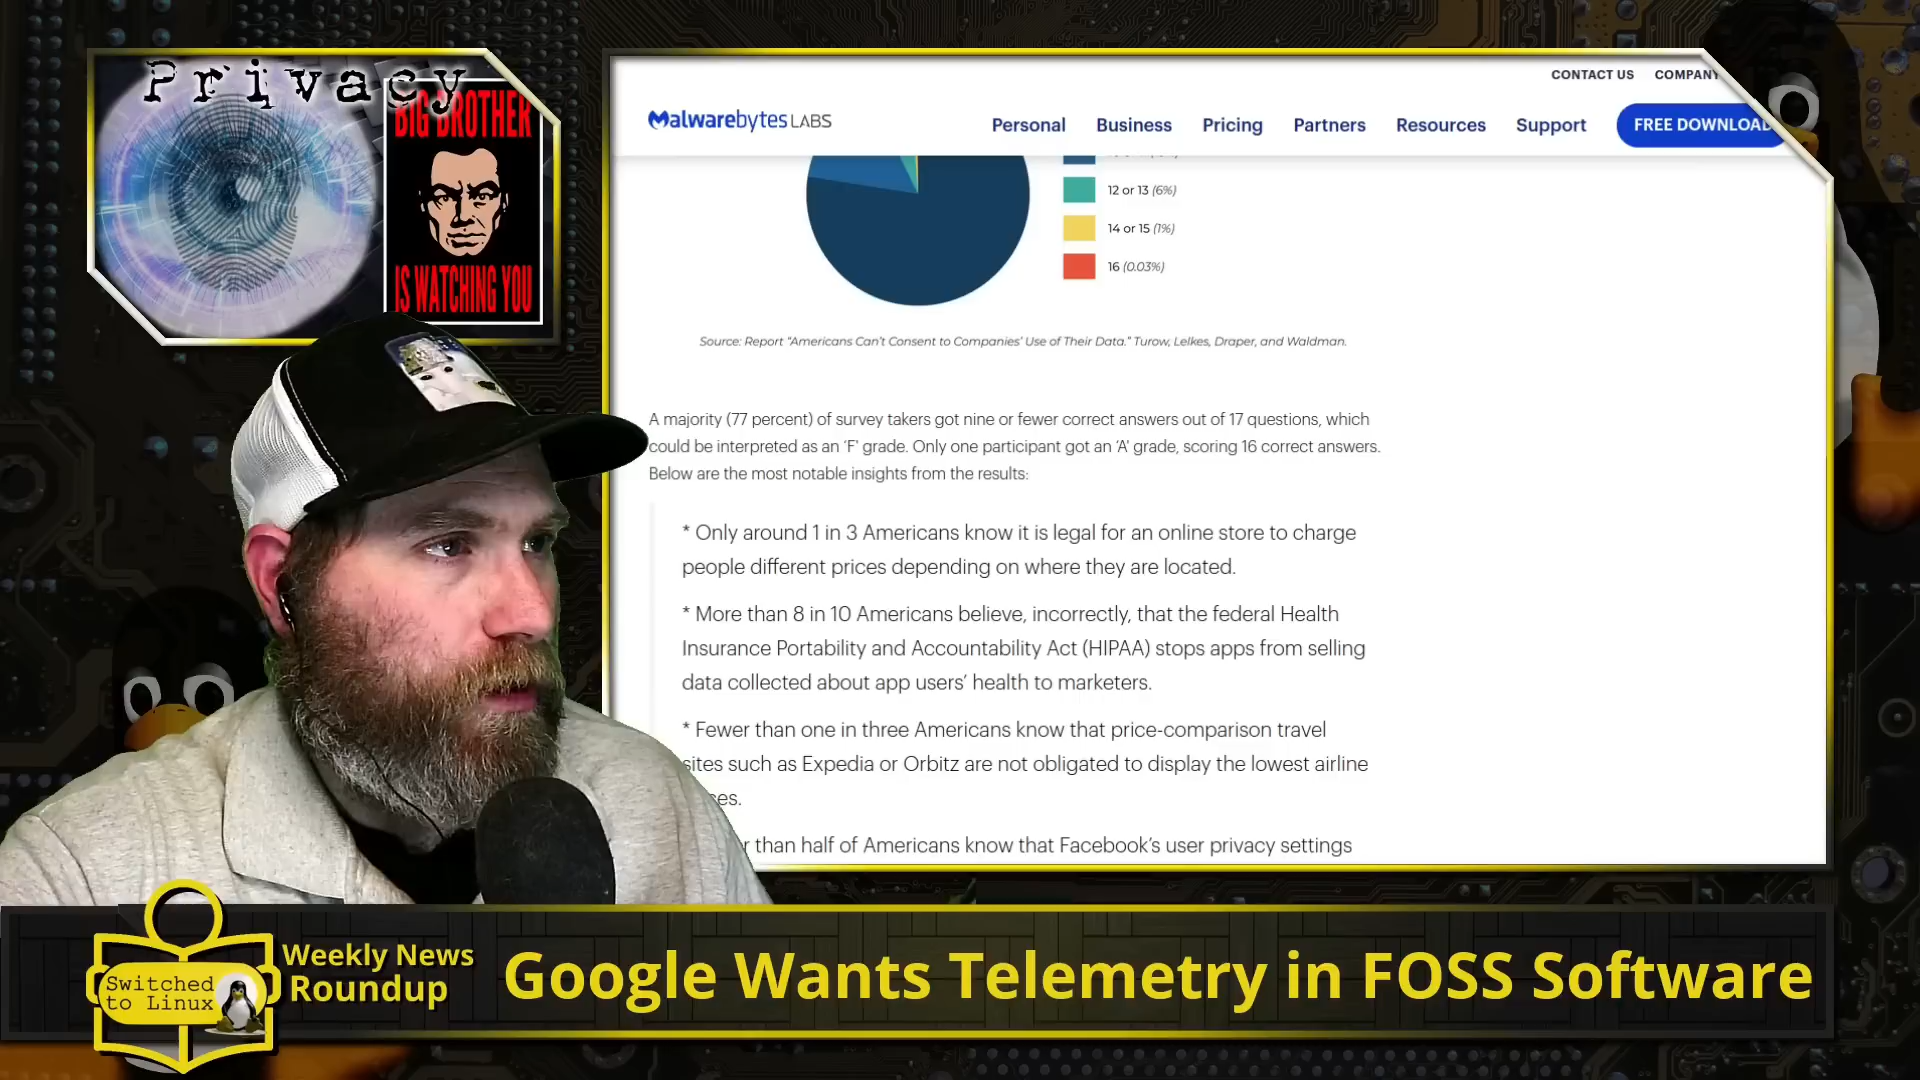 Privacy
BIG BROTHER
IS WATCHING YOU
CONTACT US COMPANY
Malwarebytes LABS
Personal Business Pricing Partners Resources Support FREE DOWNLOAD
12 or 13 (6%)
14 or 15 (1%)
16 (0.03%)
Source: Report “Americans Can’t Consent to Companies’ Use of Their Data.” Turow, Lelkes, Draper, and Waldman.
A majority (77 percent) of survey takers got nine or fewer correct answers out of 17 questions, which
could be interpreted as an ‘F’ grade. Only one participant got an ‘A’ grade, scoring 16 correct answers.
Below are the most notable insights from the results:
* Only around 1 in 3 Americans know it is legal for an online store to charge
people different prices depending on where they are located.
* More than 8 in 10 Americans believe, incorrectly, that the federal Health
Insurance Portability and Accountability Act (HIPAA) stops apps from selling
data collected about app users’ health to marketers.
* Fewer than one in three Americans know that price-comparison travel
sites such as Expedia or Orbitz are not obligated to display the lowest airline
than half of Americans know that Facebook’s user privacy settings
Switched
to Linux
Weekly News
Roundup
Google Wants Telemetry in FOSS Software